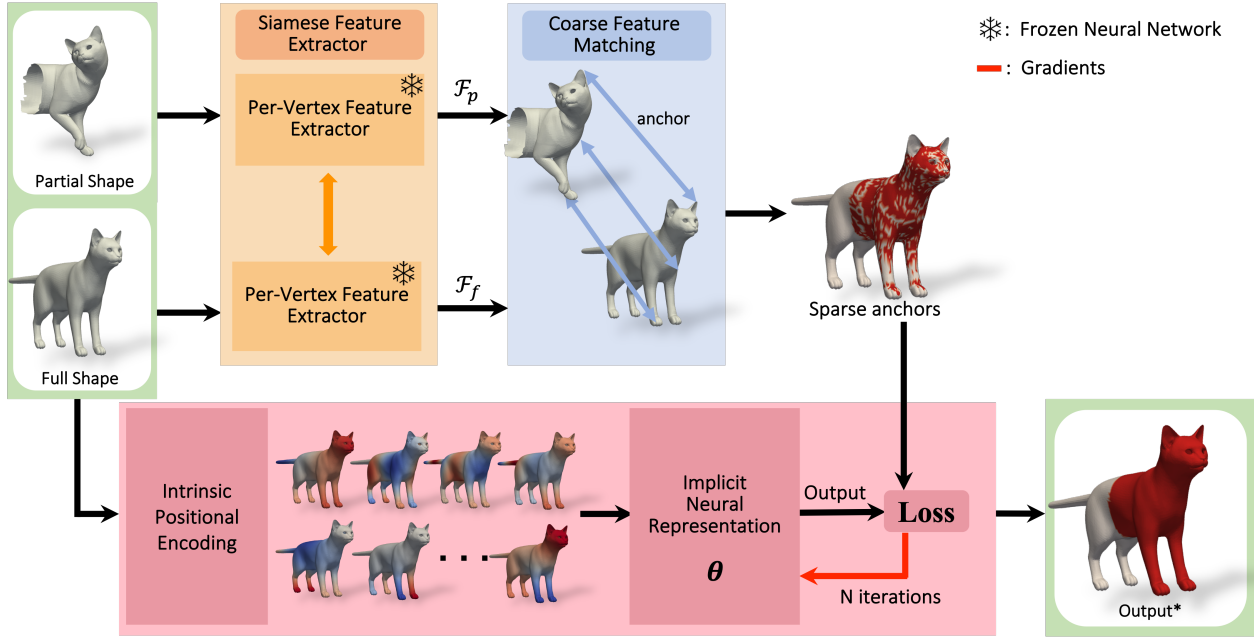 Siamese Feature
Extractor
Coarse Feature
Matching
: Frozen Neural Network
: Gradients
Partial Shape
Per-Vertex Feature
Extractor
ℱp
anchor
Full Shape
Per-Vertex Feature
Extractor
ℱf
Sparse anchors
Intrinsic
Positional
Encoding
. . .
Implicit
Neural
Representation
θ
Output
Loss
N iterations
Output*